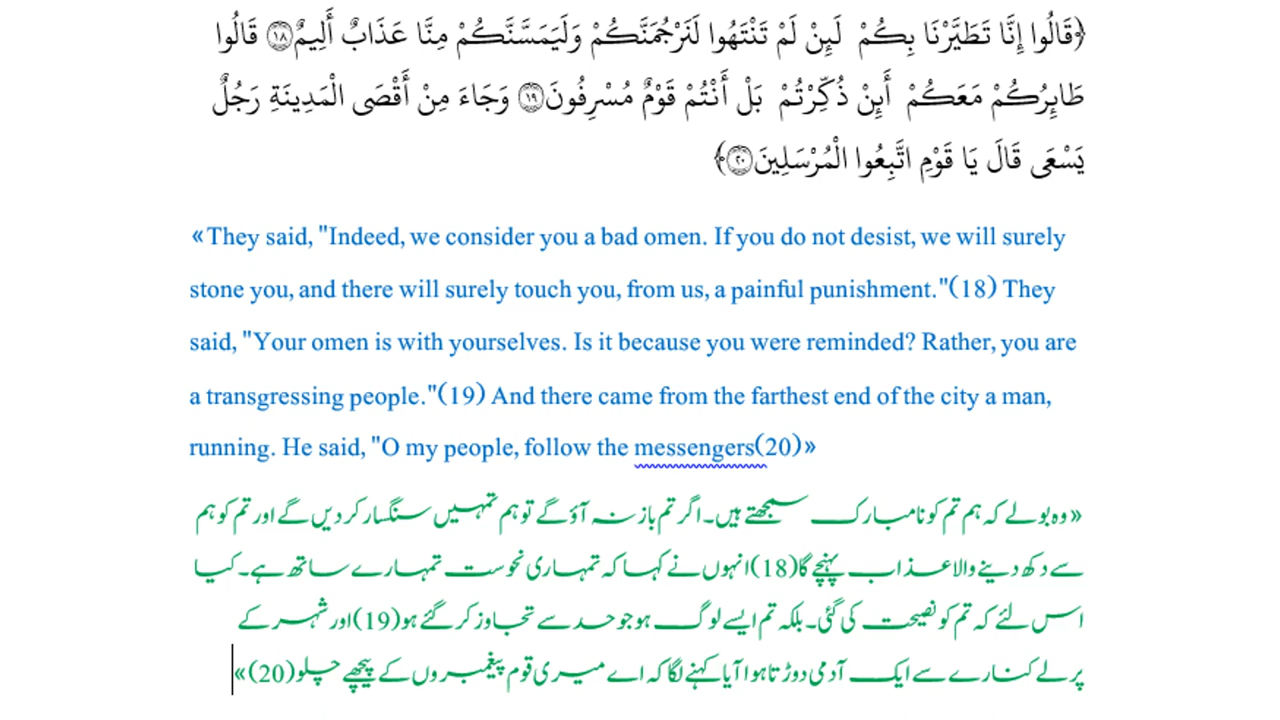 ﴿قَالُوا إِنَّا تَطَيَّرْنَا بِكُمْ لَئِنْ لَمْ تَنْتَهُوا لَنَرْجُمَنَّكُمْ وَلَيَمَسَّنَّكُمْ مِنَّا عَذَابٌ أَلِيمٌ۝١٨ قَالُوا
طَائِرُكُمْ مَعَكُمْ أَئِنْ ذُكِّرْتُمْ بَلْ أَنْتُمْ قَوْمٌ مُسْرِفُونَ۝١٩ وَجَاءَ مِنْ أَقْصَى الْمَدِينَةِ رَجُلٌ
يَسْعَى قَالَ يَا قَوْمِ اتَّبِعُوا الْمُرْسَلِينَ۝٢٠﴾
«They said, "Indeed, we consider you a bad omen. If you do not desist, we will surely
stone you, and there will surely touch you, from us, a painful punishment."(18) They
said, "Your omen is with yourselves. Is it because you were reminded? Rather, you are
a transgressing people."(19) And there came from the farthest end of the city a man,
running. He said, "O my people, follow the messengers(20)»
«وہ بولے کہ ہم تم کو نامبارک سمجھتے ہیں۔ اگر تم باز نہ آؤ گے تو ہم تمہیں سنگسار کر دیں گے اور تم کو ہم
سے دکھ دینے والا عذاب پہنچے گا(18) انہوں نے کہا کہ تمہاری نحوست تمہارے ساتھ ہے۔ کیا
اس لئے کہ تم کو نصیحت کی گئی۔ بلکہ تم ایسے لوگ ہو جو حد سے تجاوز کر گئے ہو(19) اور شہر کے
پرلے کنارے سے ایک آدمی دوڑتا ہوا آیا کہنے لگا کہ اے میری قوم پیغمبروں کے پیچھے چلو(20)»